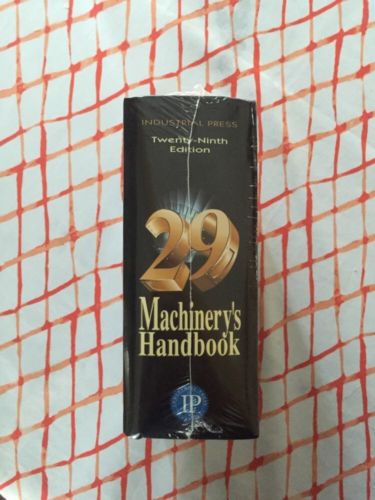 INDUSTRIAL PRESS
Twenty-Ninth
Edition
29
Machinery's
Handbook
IP